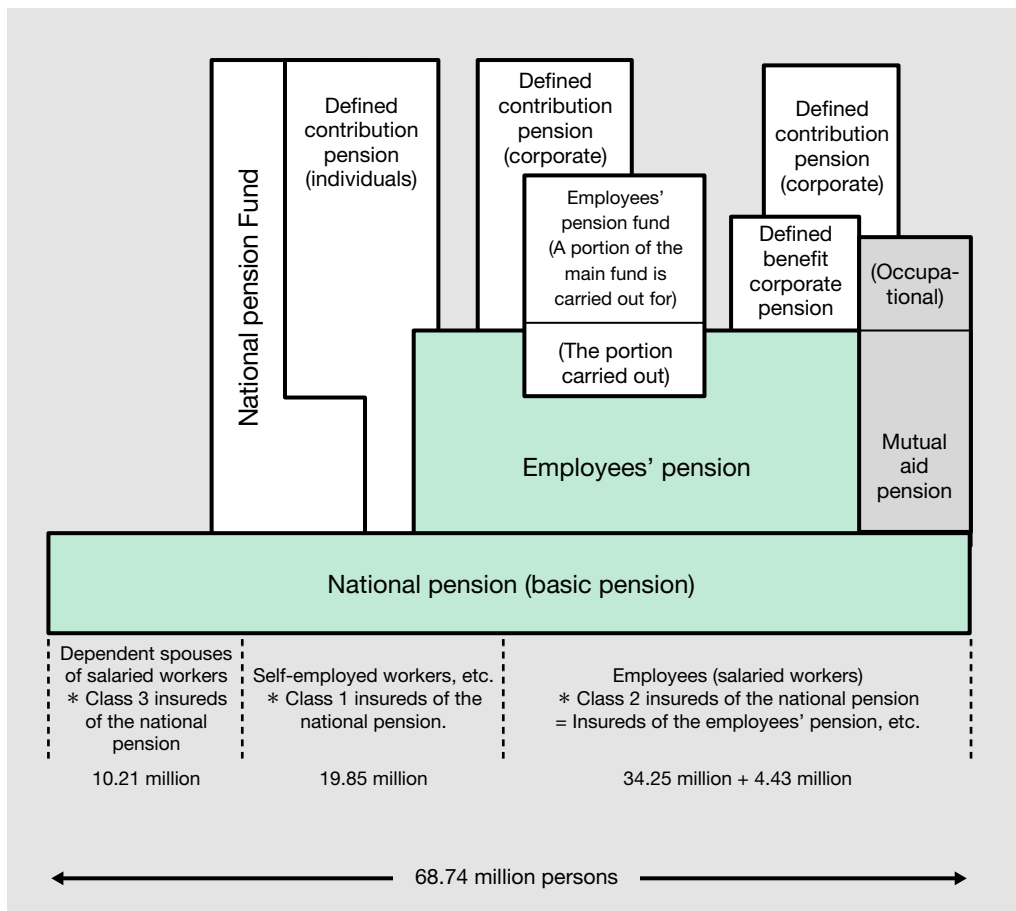 National pension Fund
Defined
contribution
pension
(individuals)
Defined
contribution
pension
(corporate)
Employees’
pension fund
(A portion of the
main fund is
carried out for)
(The portion
carried out)
Defined
contribution
pension
(corporate)
Defined
benefit
corporate
pension
(Occupa-
tional)
Employees’ pension
Mutual
aid
pension
National pension (basic pension)
Dependent spouses
of salaried workers
* Class 3 insureds
of the national
pension
10.21 million
Self-employed workers, etc.
* Class 1 insureds of the
national pension.
19.85 million
Employees (salaried workers)
* Class 2 insureds of the national pension
= Insureds of the employees’ pension, etc.
34.25 million + 4.43 million
68.74 million persons